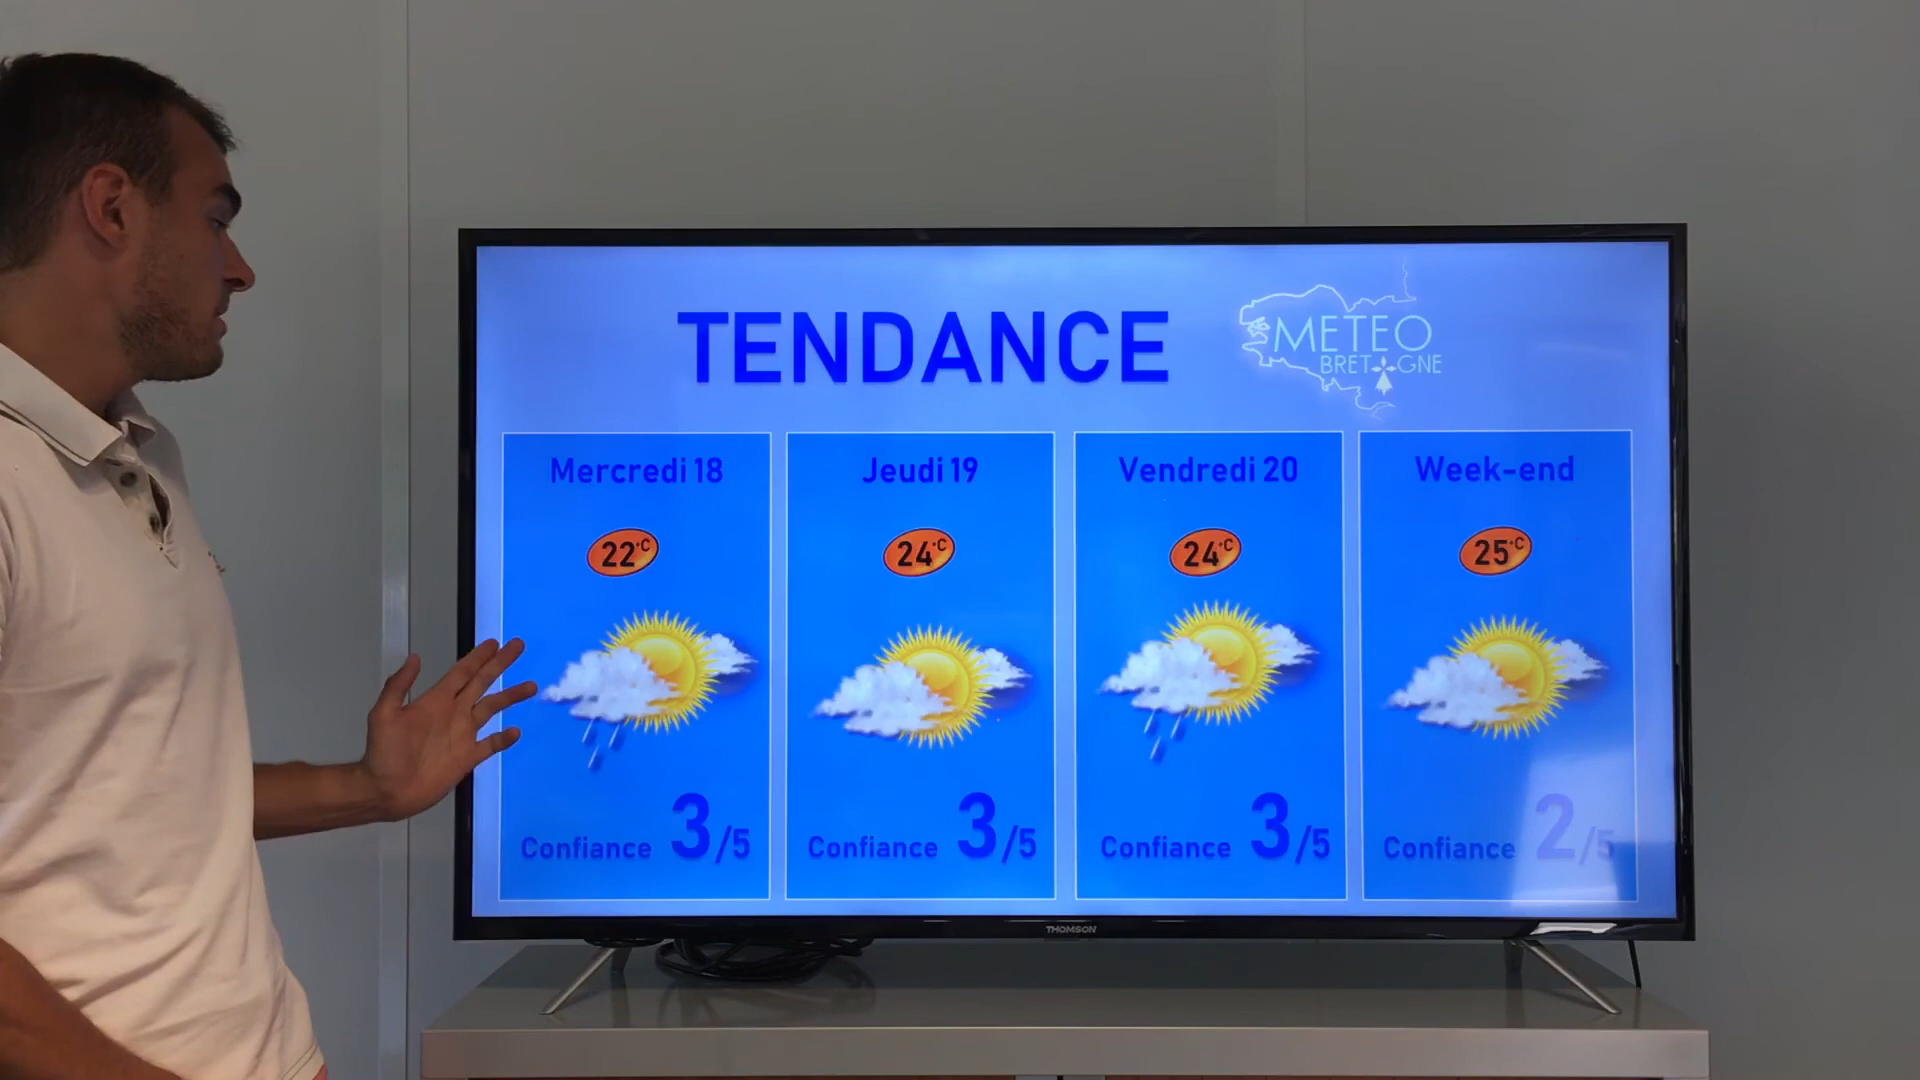 TENDANCE
METEO
BRETAGNE
Mercredi 18
22°C
Confiance 3/5
Jeudi 19
24°C
Confiance 3/5
Vendredi 20
24°C
Confiance 3/5
Week-end
25°C
Confiance 2/5
THOMSON